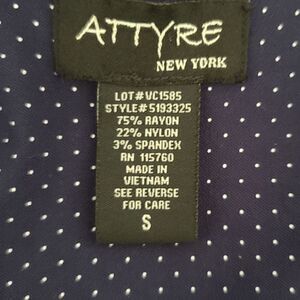 ATTYRE
NEW YORK
LOT#VC1585
STYLE#5193325
75% RAYON
22% NYLON
3% SPANDEX
RN 115760
MADE IN
VIETNAM
SEE REVERSE
FOR CARE
S